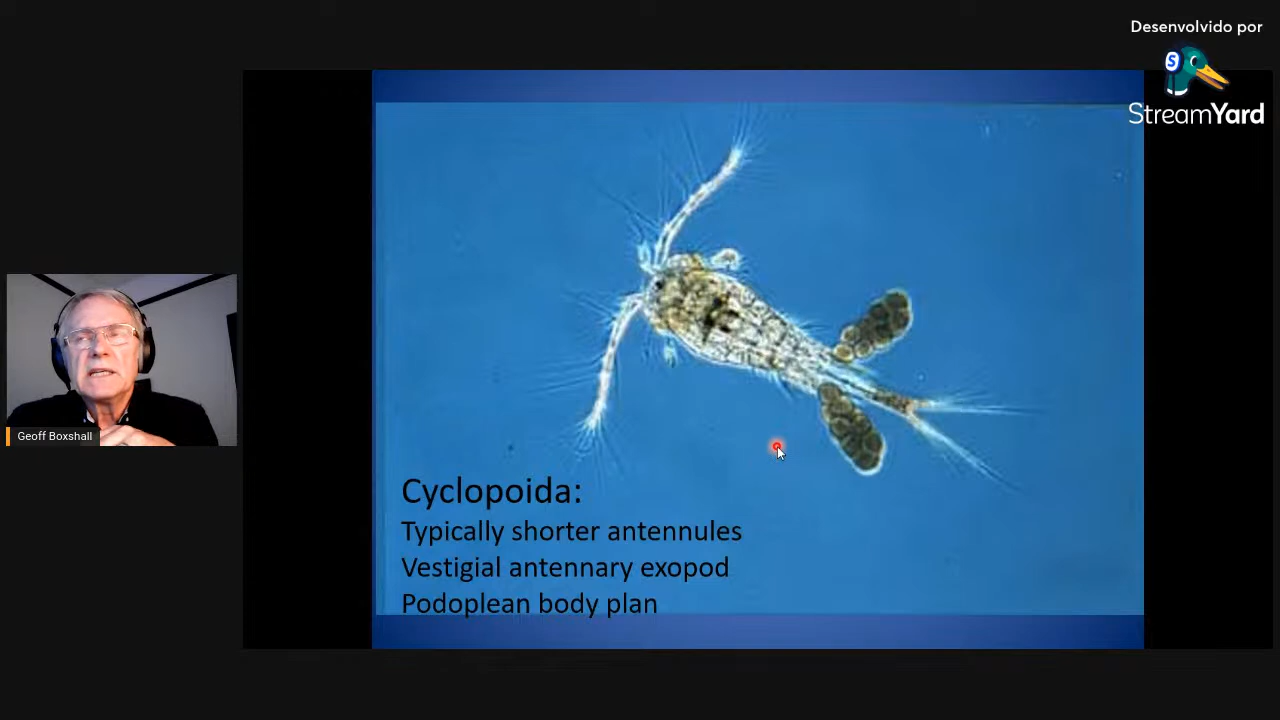 Desenvolvido por
StreamYard
Geoff Boxshall
Cyclopoida:
Typically shorter antennules
Vestigial antennary exopod
Podoplean body plan